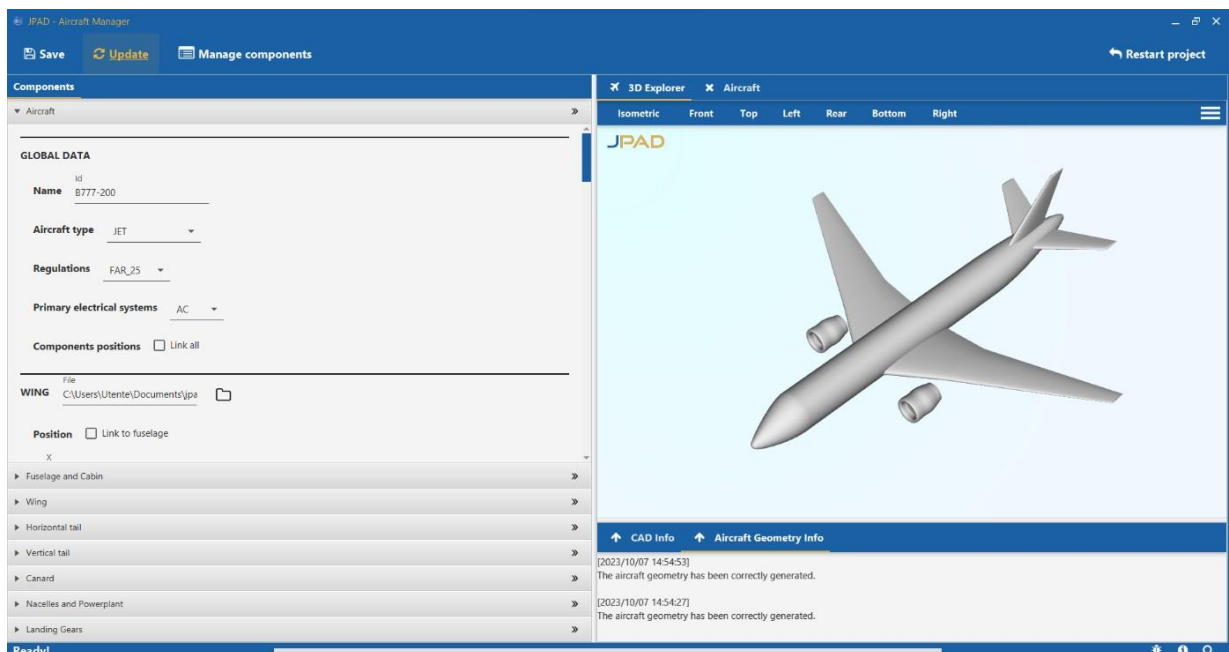 JPAD - Aircraft Manager
Save Update Manage components Restart project
Components
Aircraft
GLOBAL DATA
Id
Name B777-200
Aircraft type JET
Regulations FAR_25
Primary electrical systems AC
Components positions Link all
File
WING C:\Users\Utente\Documents\jpa
Position Link to fuselage
X
Fuselage and Cabin
Wing
Horizontal tail
Vertical tail
Canard
Nacelles and Powerplant
Landing Gears
Ready!
3D Explorer Aircraft
Isometric Front Top Left Rear Bottom Right
JPAD
CAD Info Aircraft Geometry Info
[2023/10/07 14:54:53]
The aircraft geometry has been correctly generated.
[2023/10/07 14:54:27]
The aircraft geometry has been correctly generated.